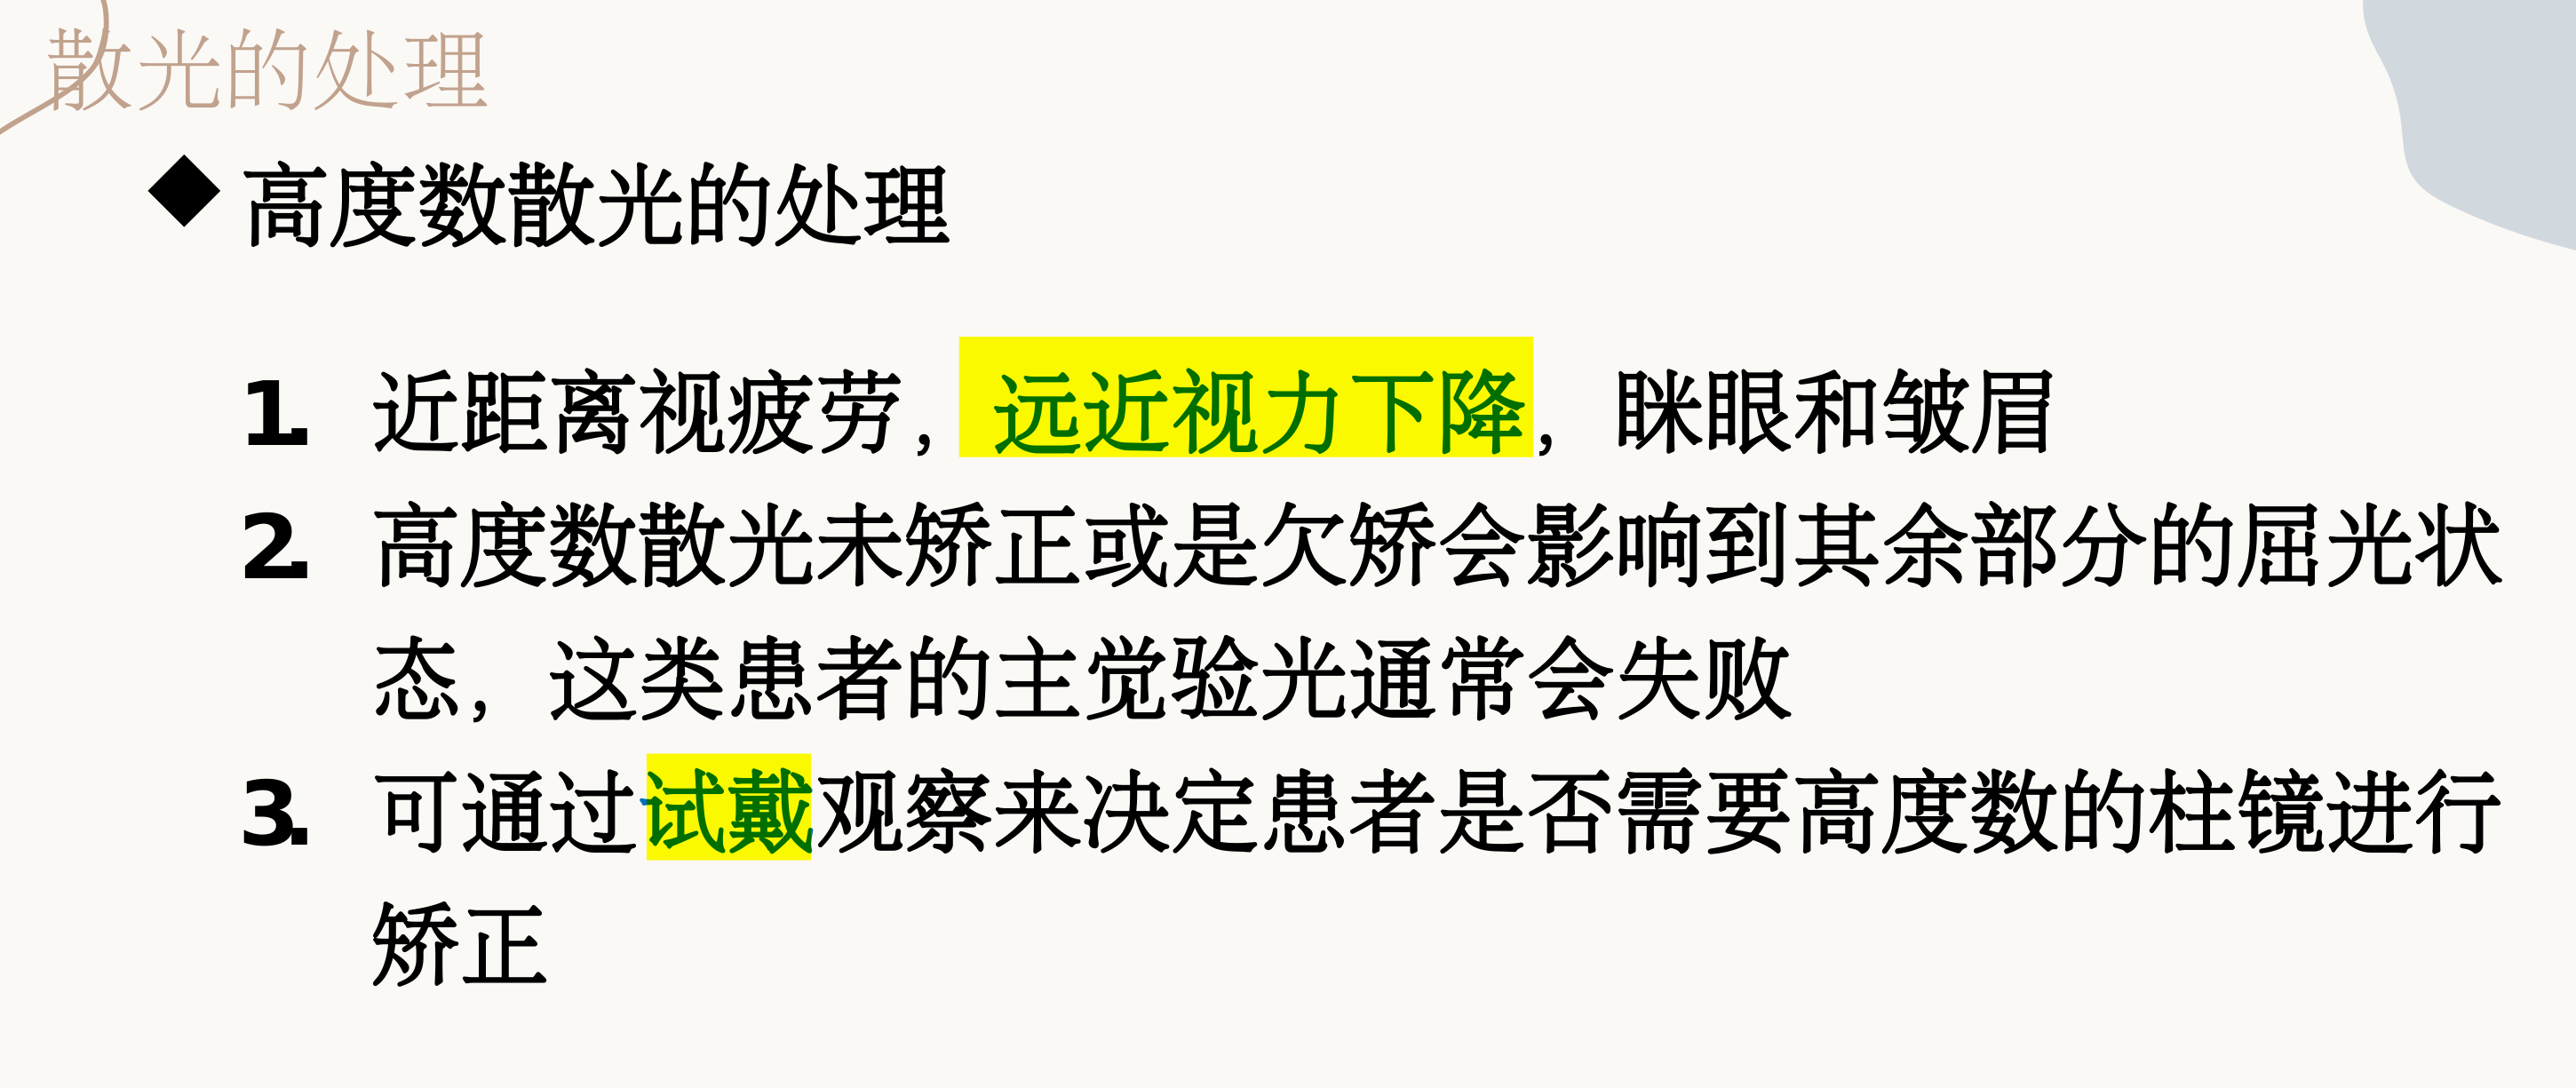 散光的处理
◆ 高度数散光的处理
1. 近距离视疲劳，远近视力下降，眯眼和皱眉
2. 高度数散光未矫正或是欠矫会影响到其余部分的屈光状
态，这类患者的主觉验光通常会失败
3. 可通过试戴观察来决定患者是否需要高度数的柱镜进行
矫正